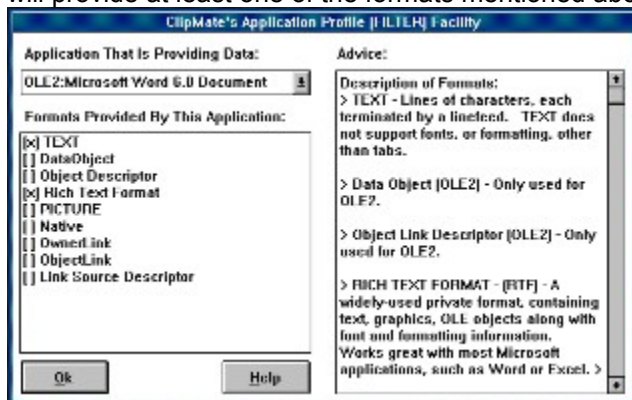 will provide at least one of the formats mentioned abo
ClipMate's Application Profile [FILTER] Facility
Application That Is Providing Data:
OLE2:Microsoft Word 6.0 Document
Formats Provided By This Application:
[x] TEXT
[ ] DataObject
[ ] Object Descriptor
[x] Rich Text Format
[ ] PICTURE
[ ] Native
[ ] OwnerLink
[ ] ObjectLink
[ ] Link Source Descriptor
Ok
Help
Advice:
Description of Formats:
> TEXT - Lines of characters, each
terminated by a linefeed. TEXT does
not support fonts, or formatting, other
than tabs.
> Data Object [OLE2] - Only used for
OLE2.
> Object Link Descriptor [OLE2] - Only
used for OLE2.
> RICH TEXT FORMAT - [RTF] - A
widely-used private format, containing
text, graphics, OLE objects along with
font and formatting information.
Works great with most Microsoft
applications, such as Word or Excel. >